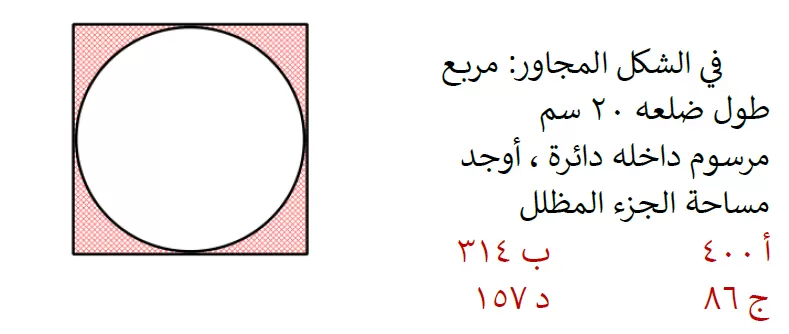 في الشكل المجاور: مربع
طول ضلعه ٢٠ سم
مرسوم داخله دائرة ، أوجد
مساحة الجزء المظلل
أ ٤٠٠ ب ٣١٤
ج ٨٦ د ١٥٧